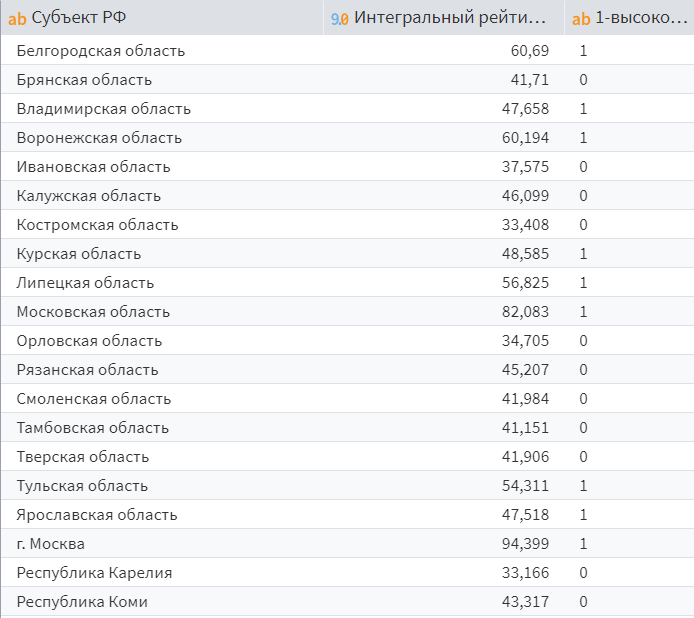 ab Субъект РФ 9.0 Интегральный рейти... ab 1-высоко...
Белгородская область 60,69 1
Брянская область 41,71 0
Владимирская область 47,658 1
Воронежская область 60,194 1
Ивановская область 37,575 0
Калужская область 46,099 0
Костромская область 33,408 0
Курская область 48,585 1
Липецкая область 56,825 1
Московская область 82,083 1
Орловская область 34,705 0
Рязанская область 45,207 0
Смоленская область 41,984 0
Тамбовская область 41,151 0
Тверская область 41,906 0
Тульская область 54,311 1
Ярославская область 47,518 1
г. Москва 94,399 1
Республика Карелия 33,166 0
Республика Коми 43,317 0